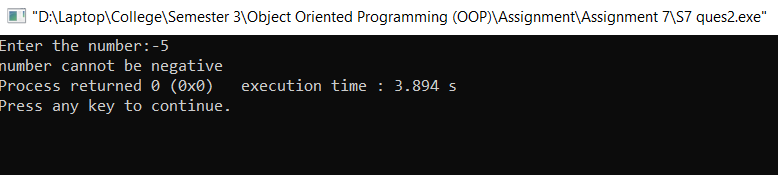 "D:\Laptop\College\Semester 3\Object Oriented Programming (OOP)\Assignment\Assignment 7\S7 ques2.exe"
Enter the number:-5
number cannot be negative
Process returned 0 (0x0)   execution time : 3.894 s
Press any key to continue.